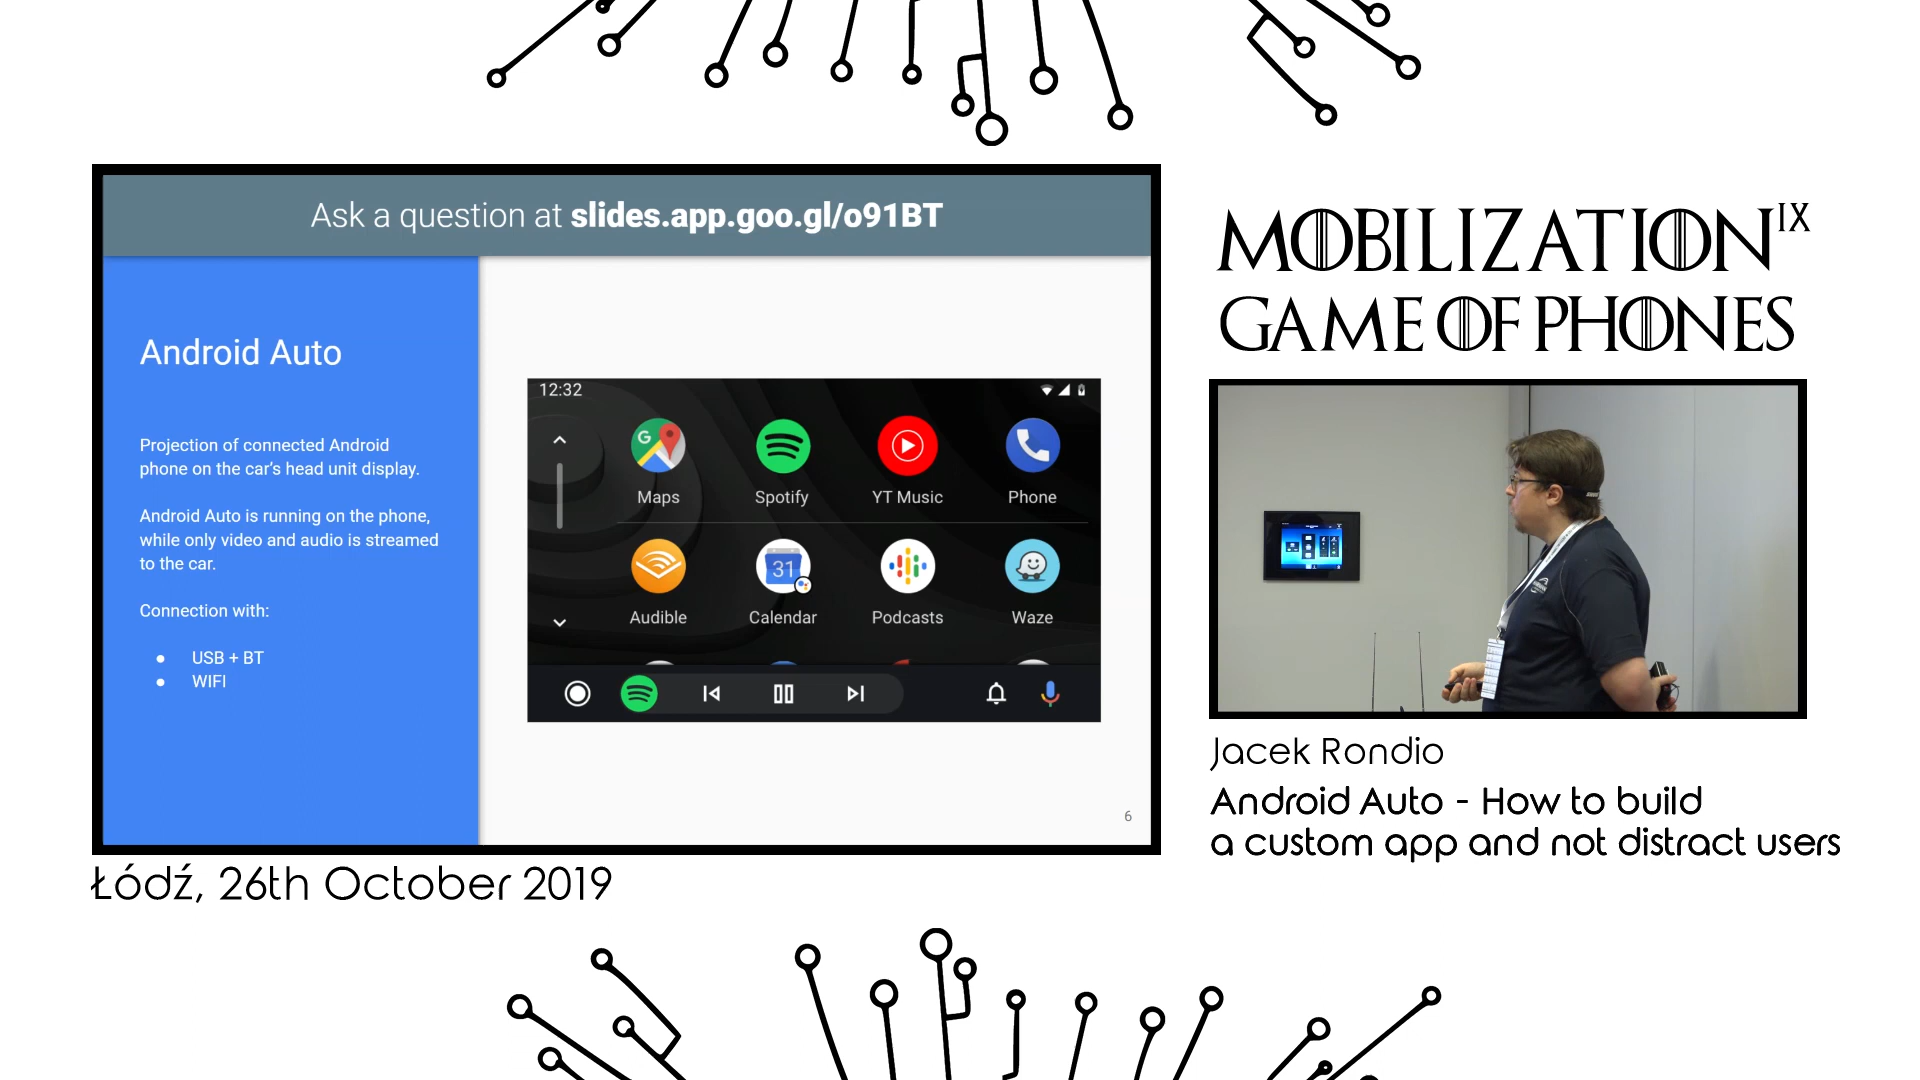 Ask a question at slides.app.goo.gl/o91BT
Android Auto
Projection of connected Android
phone on the car's head unit display.
Android Auto is running on the phone,
while only video and audio is streamed
to the car.
Connection with:
● USB + BT
● WIFI
12:32
Maps
Spotify
YT Music
Phone
Audible
31
Calendar
Podcasts
Waze
6
Łódź, 26th October 2019
MOBILIZATION IX
GAME OF PHONES
Jacek Rondio
Android Auto - How to build
a custom app and not distract users